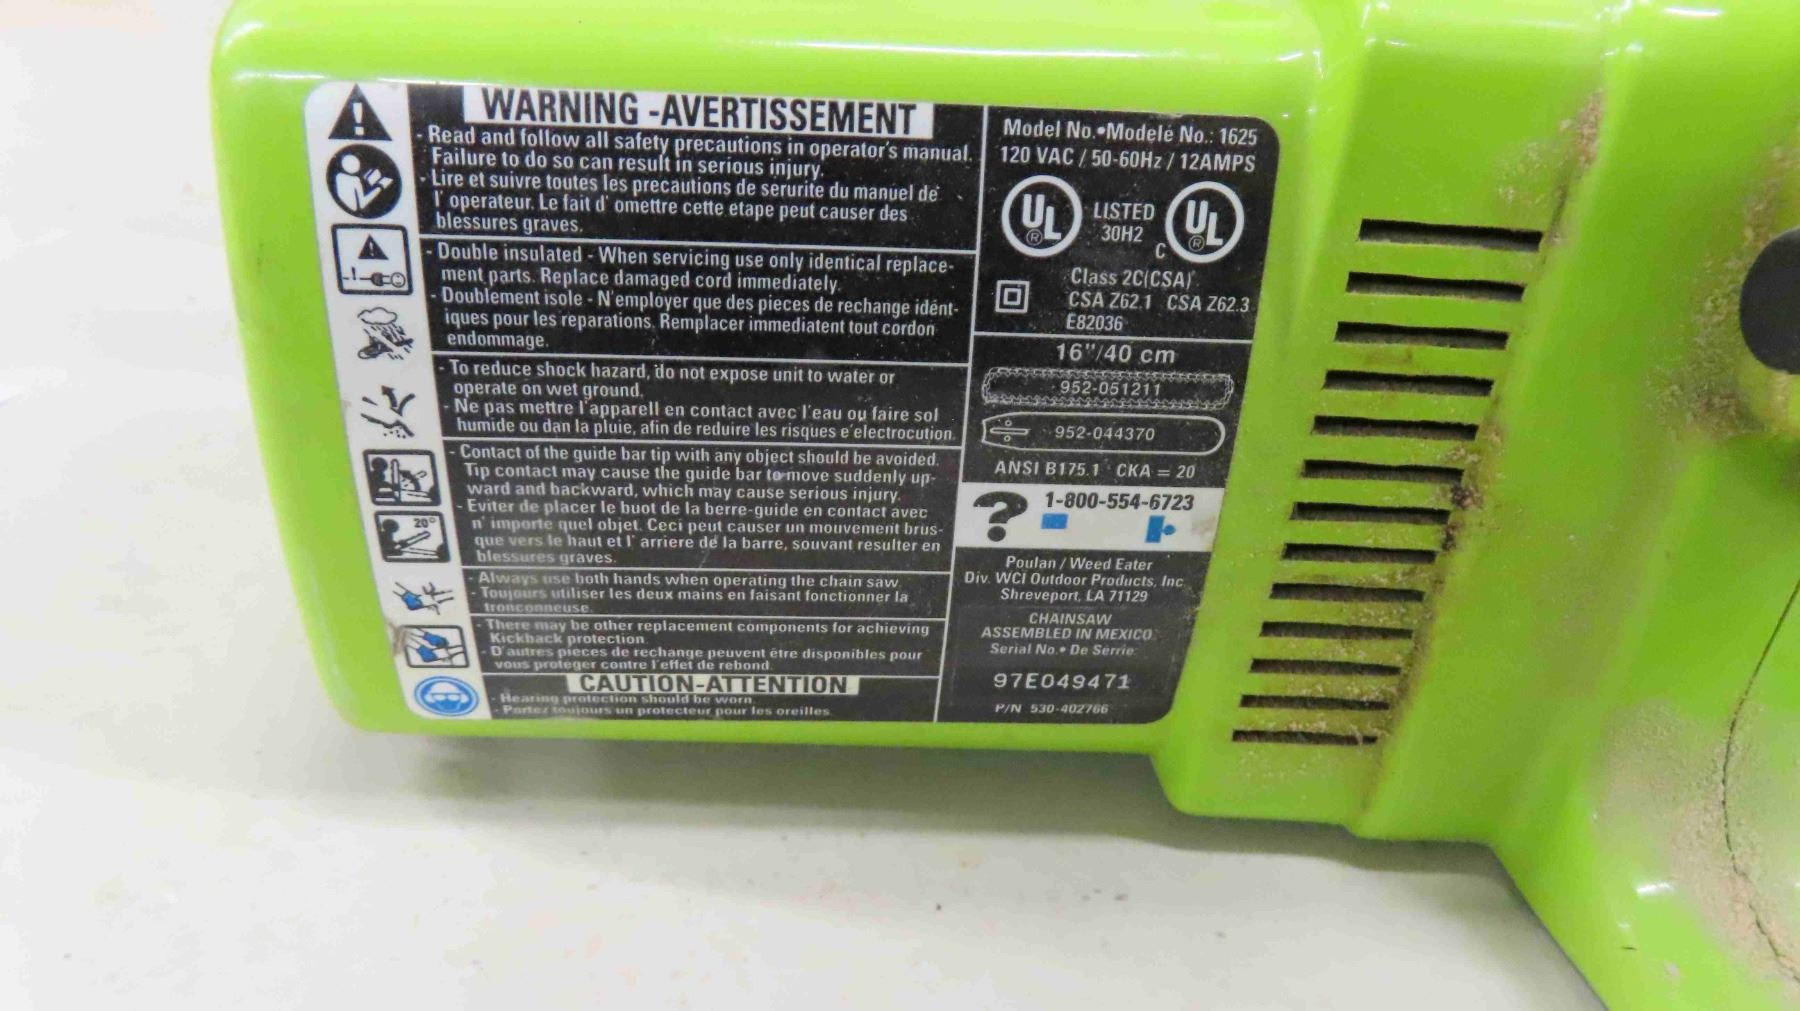 WARNING -AVERTISSEMENT
- Read and follow all safety precautions in operator's manual.
Failure to do so can result in serious injury.
- Lire et suivre toutes les precautions de serurite du manuel de
l' operateur. Le fait d' omettre cette etape peut causer des
blessures graves.
- Double insulated - When servicing use only identical replace-
ment parts. Replace damaged cord immediately.
- Doublement isole - N'employer que des pieces de rechange ident-
iques pour les reparations. Remplacer immediatent tout cordon
endommage.
- To reduce shock hazard, do not expose unit to water or
operate on wet ground.
- Ne pas mettre l'apparell en contact avec l'eau ou faire sol
humide ou dan la pluie, afin de reduire les risques e'electrocution.
- Contact of the guide bar tip with any object should be avoided.
Tip contact may cause the guide bar to move suddenly up-
ward and backward, which may cause serious injury.
- Eviter de placer le buot de la berre-guide en contact avec
n' importe quel objet. Ceci peut causer un mouvement brus-
que vers le haut et l' arriere de la barre, souvant resulter en
blessures graves.
20°
- Always use both hands when operating the chain saw.
- Toujours utiliser les deux mains en faisant fonctionner la
tronconneuse.
- There may be other replacement components for achieving
Kickback protection.
- D'autres pieces de rechange peuvent être disponibles pour
vous proteger contre l'effet de rebond.
CAUTION-ATTENTION
- Hearing protection should be worn.
- Portez toujours un protecteur pour les oreilles.
Model No.•Modelé No.: 1625
120 VAC / 50-60Hz / 12AMPS
UL ® LISTED 30H2 C UL ®
Class 2C(CSA)
CSA Z62.1 CSA Z62.3
E82036
16"/40 cm
952-051211
952-044370
ANSI B175.1 CKA = 20
? 1-800-554-6723
Poulan / Weed Eater
Div. WCI Outdoor Products, Inc.
Shreveport, LA 71129
CHAINSAW
ASSEMBLED IN MEXICO.
Serial No.• De Serrie:
97E049471
P/N 530-402766